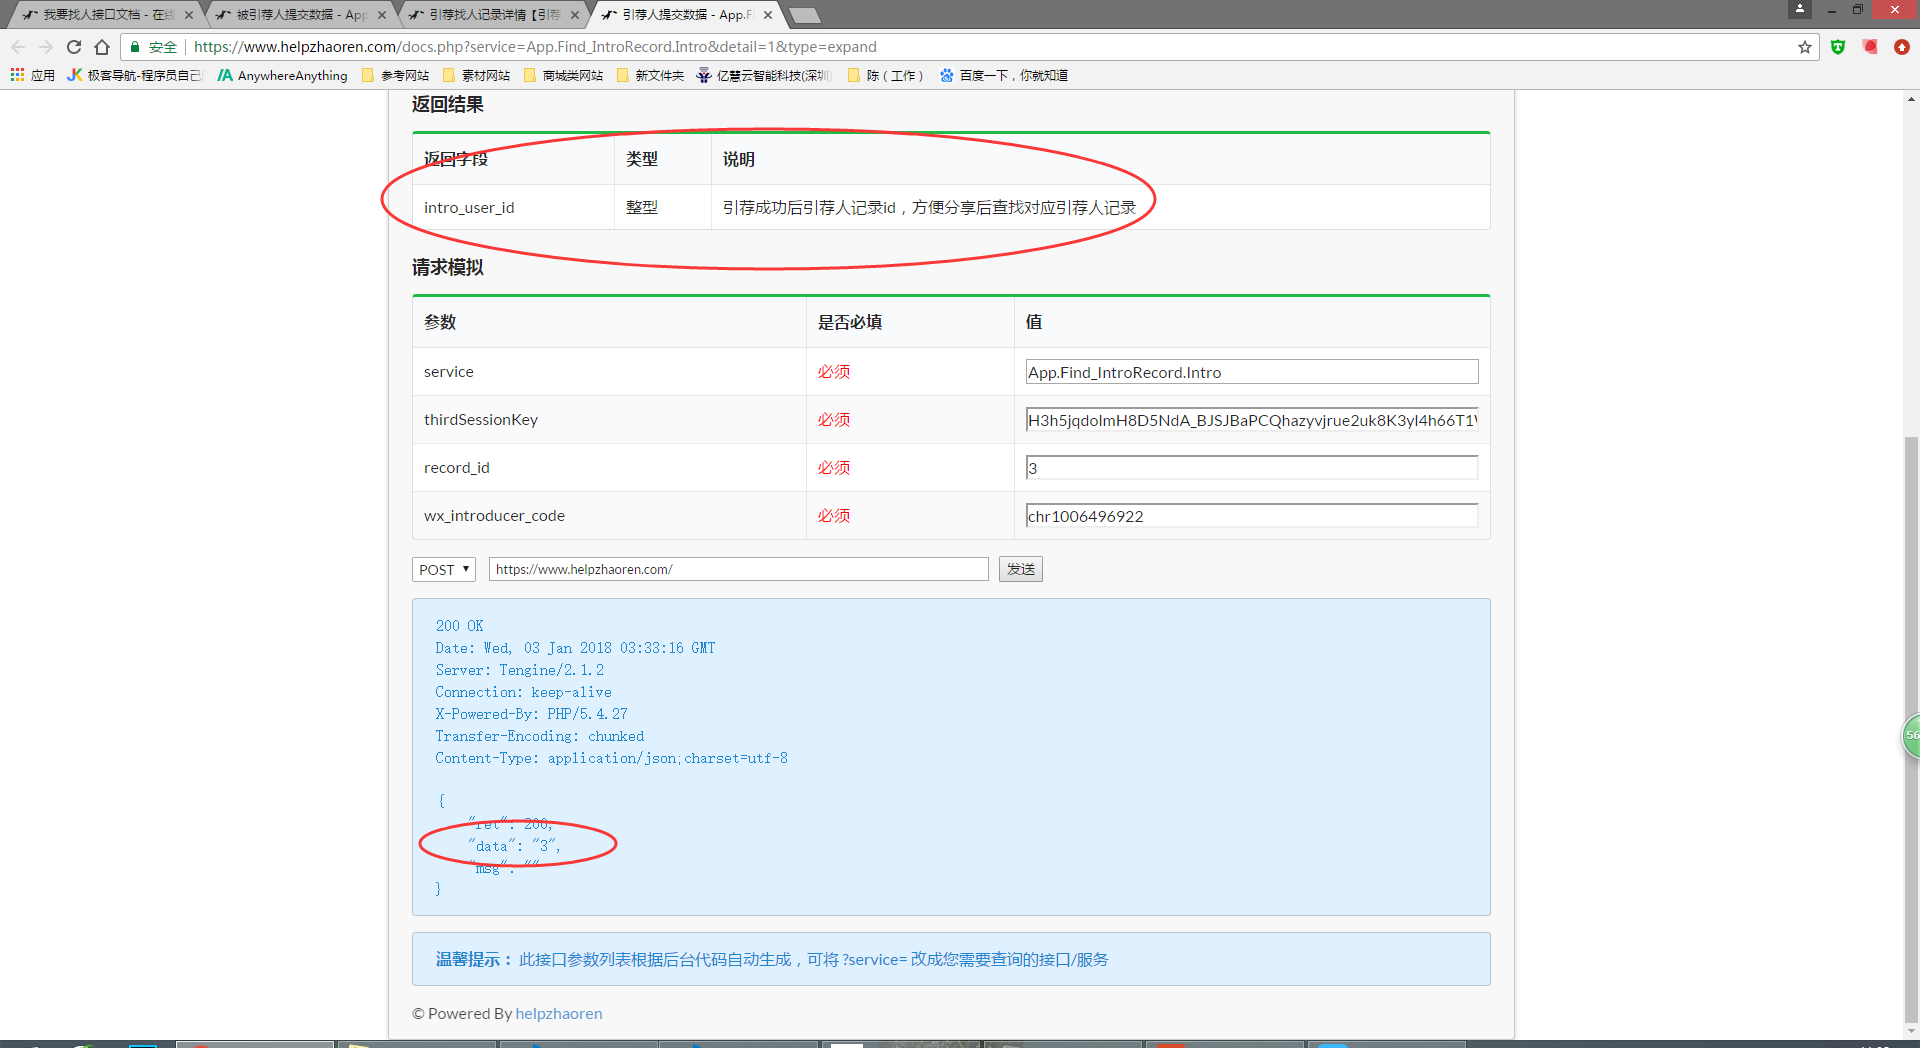 我要找人接口文档 - 在线
被引荐人提交数据 - App
引荐找人记录详情【引荐
引荐人提交数据 - App.F
安全 https://www.helpzhaoren.com/docs.php?service=App.Find_IntroRecord.Intro&detail=1&type=expand
应用 极客导航-程序员自己 AnywhereAnything 参考网站 素材网站 商城类网站 新文件夹 亿慧云智能科技(深圳 陈（工作） 百度一下，你就知道
返回结果
返回字段 类型 说明
intro_user_id 整型 引荐成功后引荐人记录id，方便分享后查找对应引荐人记录
请求模拟
参数 是否必填 值
service 必须 App.Find_IntroRecord.Intro
thirdSessionKey 必须
record_id 必须 3
wx_introducer_code 必须 chr1006496922
POST https://www.helpzhaoren.com/ 发送
200 OK
Date: Wed, 03 Jan 2018 03:33:16 GMT
Server: Tengine/2.1.2
Connection: keep-alive
X-Powered-By: PHP/5.4.27
Transfer-Encoding: chunked
Content-Type: application/json;charset=utf-8
{
"ret": 200,
"data": "3",
"msg": ""
}
56
温馨提示： 此接口参数列表根据后台代码自动生成，可将 ?service= 改成您需要查询的接口/服务
© Powered By helpzhaoren